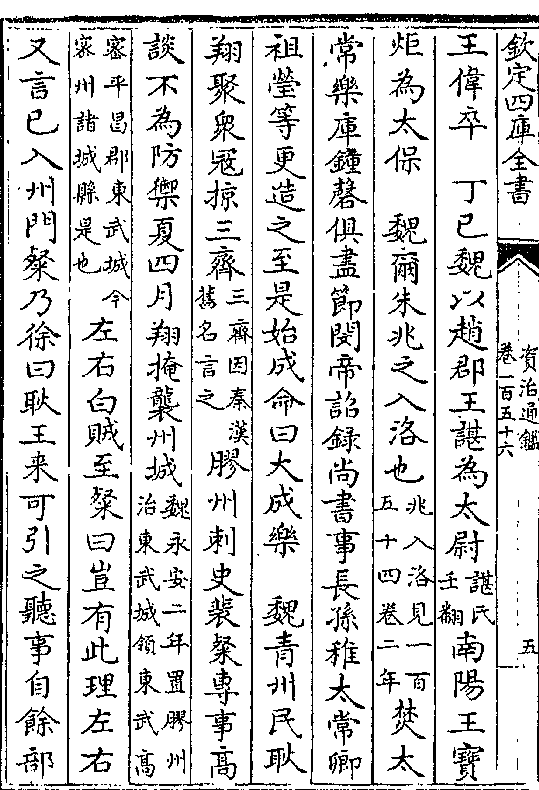 欽定四庫全書
資治通鑑
卷一百五十六
五
王偉卒　丁巳魏以趙郡王諶為太尉諶氏壬翻南陽王寶
炬為太保　魏爾朱兆之入洛也兆入洛見一百五十四卷二年焚太
常樂庫鐘磬俱盡節閔帝詔錄尚書事長孫稚太常卿
祖瑩等更造之至是始成命曰大成樂　魏青州民耿
翔聚衆寇掠三齊三齊因秦漢舊名言之膠州刺史裴粲專事高
談不為防禦夏四月翔掩襲州城魏永安二年置膠州治東武城領東武高
密平昌郡東武城今密州諸城縣是也左右白賊至粲曰豈有此理左右
又言已入州門粲乃徐曰耿王来可引之聽事自餘部